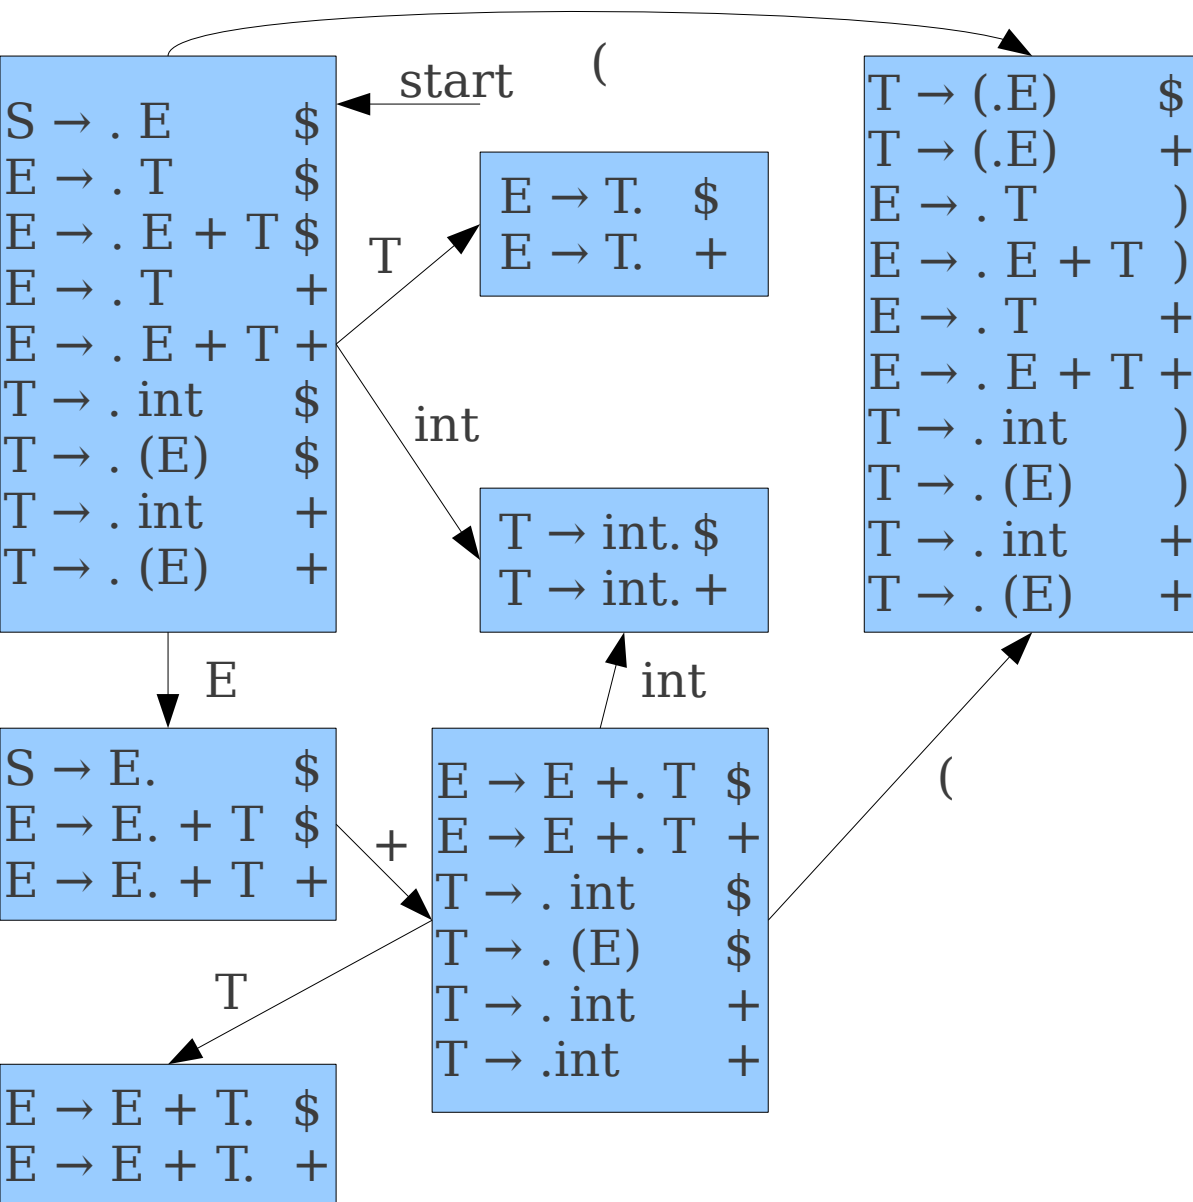 (
start
S → . E $
E → . T $
E → . E + T $
E → . T +
E → . E + T +
T → . int $
T → . (E) $
T → . int +
T → . (E) +
T
E → T. $
E → T. +
int
T → int. $
T → int. +
T → (.E) $
T → (.E) +
E → . T )
E → . E + T )
E → . T +
E → . E + T +
T → . int )
T → . (E) )
T → . int +
T → . (E) +
E
int
(
S → E. $
E → E. + T $
E → E. + T +
+
E → E +. T $
E → E +. T +
T → . int $
T → . (E) $
T → . int +
T → .int +
T
E → E + T. $
E → E + T. +